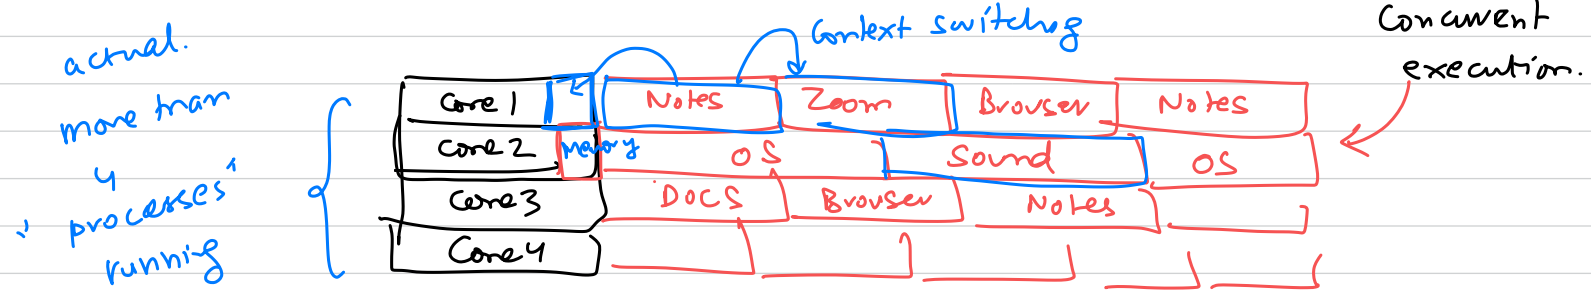 Concurrent
execution.
Context switching
actual.
more than
4
"processes"
running
Core 1 Notes Zoom Browser Notes
Core 2 Memory OS Sound OS
Core 3 DOCS Browser Notes
Core 4